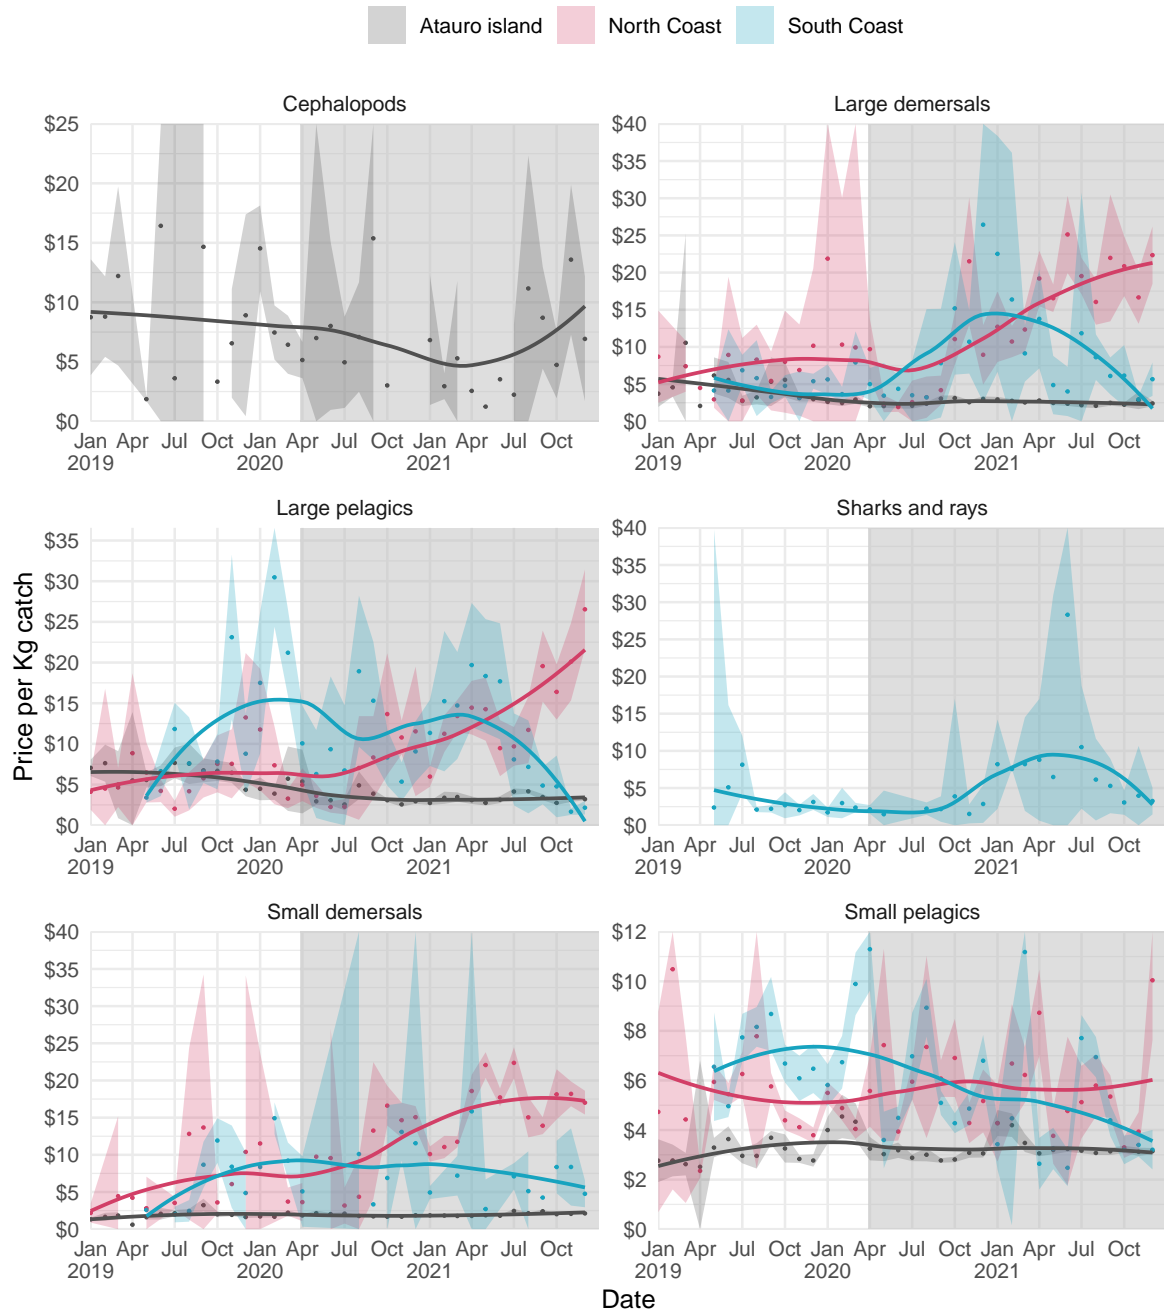 Atauro island North Coast South Coast
Cephalopods Large demersals
$25 $40
$35
$20 $30
$15 $25
$20
$10 $15
$5 $10
$5
$0 $0
Jan Apr Jul Oct Jan Apr Jul Oct Jan Apr Jul Oct Jan Apr Jul Oct Jan Apr Jul Oct Jan Apr Jul Oct
2019 2020 2021 2019 2020 2021
Large pelagics Sharks and rays
$35 $40
$30 $35
$25 $30
$20 $25
$15 $20
$10 $15
$5 $10
$0 $5
$0
Jan Apr Jul Oct Jan Apr Jul Oct Jan Apr Jul Oct Jan Apr Jul Oct Jan Apr Jul Oct Jan Apr Jul Oct
2019 2020 2021 2019 2020 2021
Price per Kg catch
Small demersals Small pelagics
$40 $12
$35 $10
$30 $8
$25 $6
$20 $4
$15 $2
$10 $0
$5
$0
Jan Apr Jul Oct Jan Apr Jul Oct Jan Apr Jul Oct Jan Apr Jul Oct Jan Apr Jul Oct Jan Apr Jul Oct
2019 2020 2021 2019 2020 2021
Date